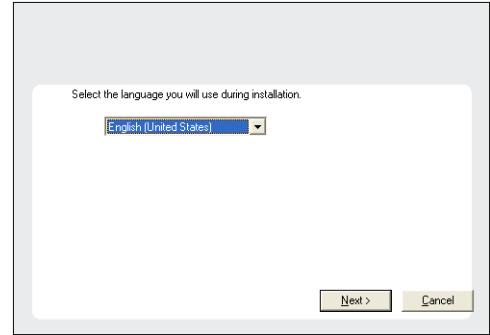 Select the language you will use during installation.
English (United States)
Next >
Cancel